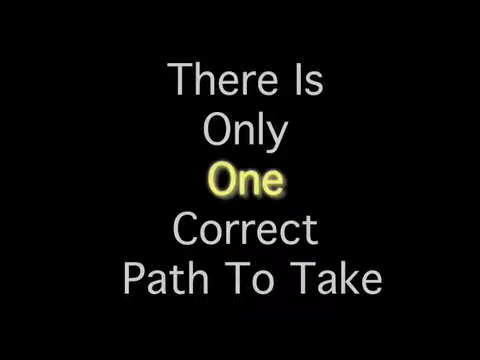 There Is
Only
One
Correct
Path To Take